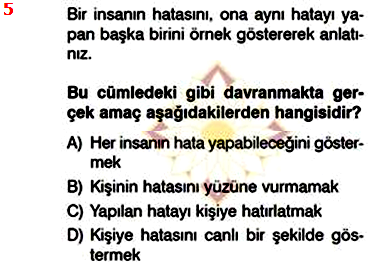 5
Bir insanın hatasını, ona aynı hatayı ya-
pan başka birini örnek göstererek anlatı-
nız.
Bu cümledeki gibi davranmakta ger-
çek amaç aşağıdakilerden hangisidir?
A) Her insanın hata yapabileceğini göster-
mek
B) Kişinin hatasını yüzüne vurmamak
C) Yapılan hatayı kişiye hatırlatmak
D) Kişiye hatasını canlı bir şekilde gös-
termek